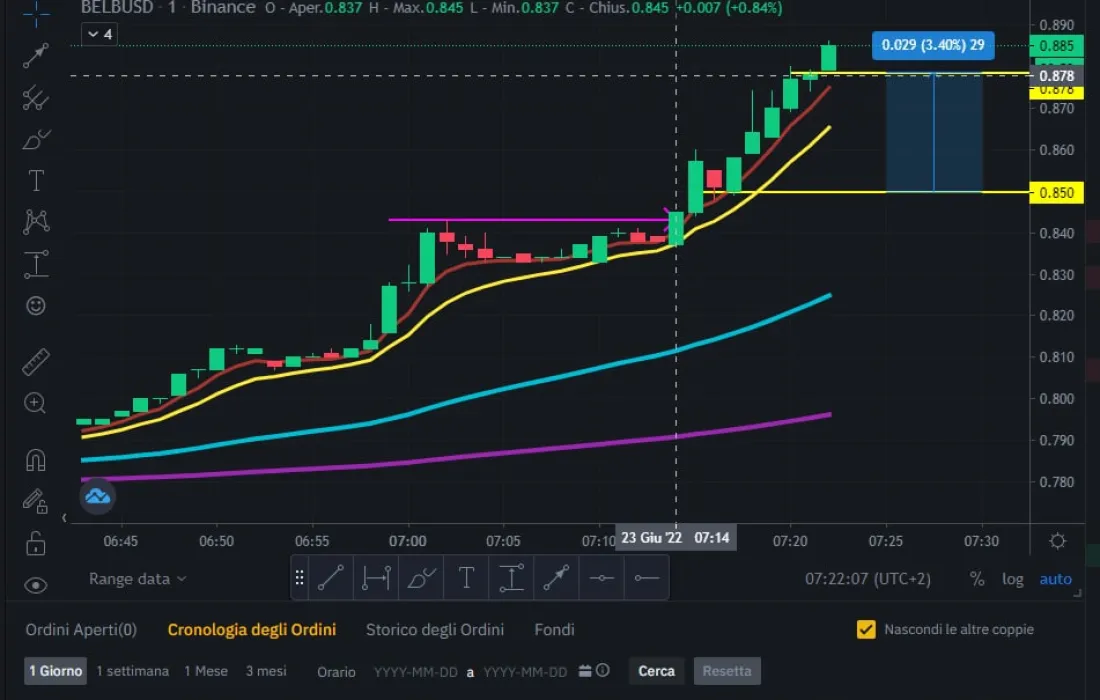 BELBUSD · 1 · Binance O - Aper.0.837 H - Max.0.845 L - Min.0.837 C - Chius.0.845 +0.007 (+0.84%)
4
0.029 (3.40%) 29
0.890
0.885
0.878
0.878
0.870
0.860
0.850
0.840
0.830
0.820
0.810
0.800
0.790
0.780
06:45 06:50 06:55 07:00 07:05 07:10 23 Giu '22 07:14 07:20 07:25 07:30
Range data
07:22:07 (UTC+2) % log auto
Ordini Aperti(0) Cronologia degli Ordini Storico degli Ordini Fondi Nascondi le altre coppie
1 Giorno 1 settimana 1 Mese 3 mesi Orario YYYY-MM-DD a YYYY-MM-DD Cerca Resetta